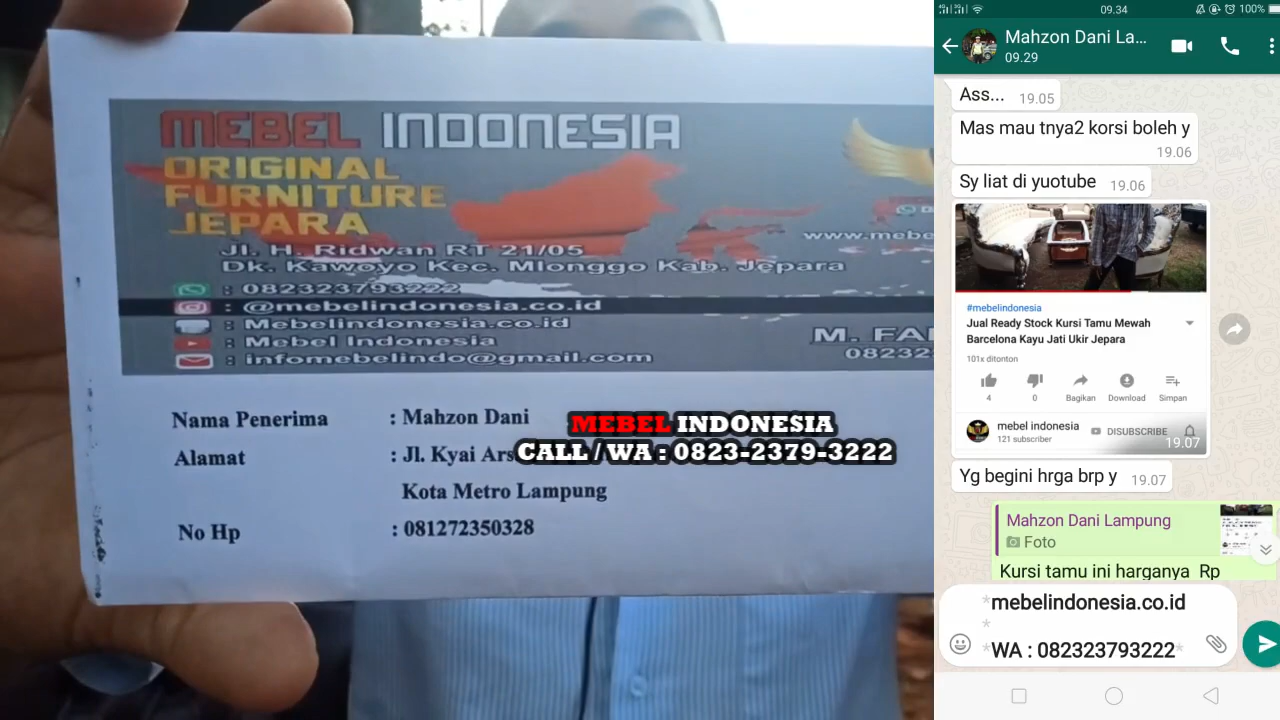 MEBEL INDONESIA
ORIGINAL
FURNITURE
JEPARA
Jl. H. Ridwan RT 21/05
Dk. Kawoyo Kec. Mlonggo Kab. Jepara
: 082323793222
: @mebelindonesia.co.id
: Mebelindonesia.co.id
: Mebel Indonesia
: infomebelindo@gmail.com
www.mebe
M. FA
08232
Nama Penerima : Mahzon Dani
Alamat : Jl. Kyai Ars
Kota Metro Lampung
No Hp : 081272350328
MEBEL INDONESIA
CALL / WA : 0823-2379-3222
09.34
100%
Mahzon Dani La...
09.29
Ass... 19.05
Mas mau tnya2 korsi boleh y
19.06
Sy liat di yuotube 19.06
#mebelindonesia
Jual Ready Stock Kursi Tamu Mewah
Barcelona Kayu Jati Ukir Jepara
101x ditonton
4 0 Bagikan Download Simpan
mebel indonesia
121 subscriber
DISUBSCRIBE
19.07
Yg begini hrga brp y 19.07
Mahzon Dani Lampung
Foto
Kursi tamu ini harganya Rp
*mebelindonesia.co.id
*
*WA : 082323793222*